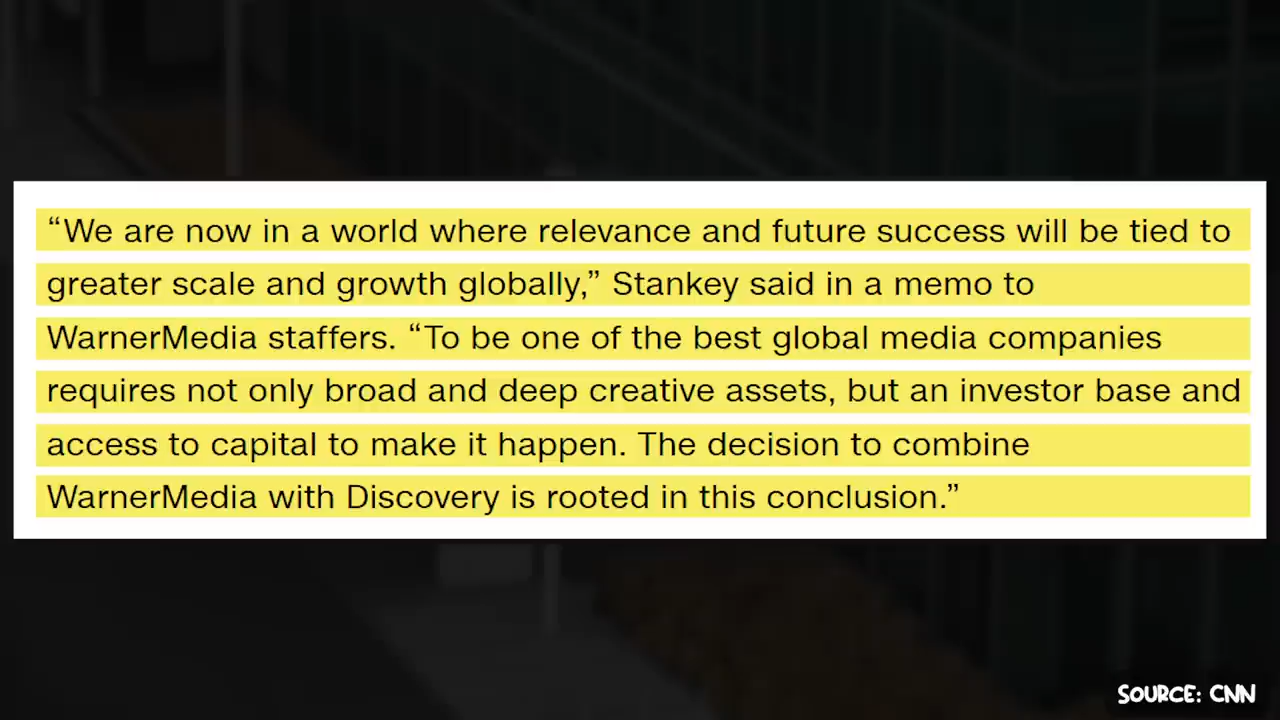 “We are now in a world where relevance and future success will be tied to
greater scale and growth globally,” Stankey said in a memo to
WarnerMedia staffers. “To be one of the best global media companies
requires not only broad and deep creative assets, but an investor base and
access to capital to make it happen. The decision to combine
WarnerMedia with Discovery is rooted in this conclusion.”
SOURCE: CNN